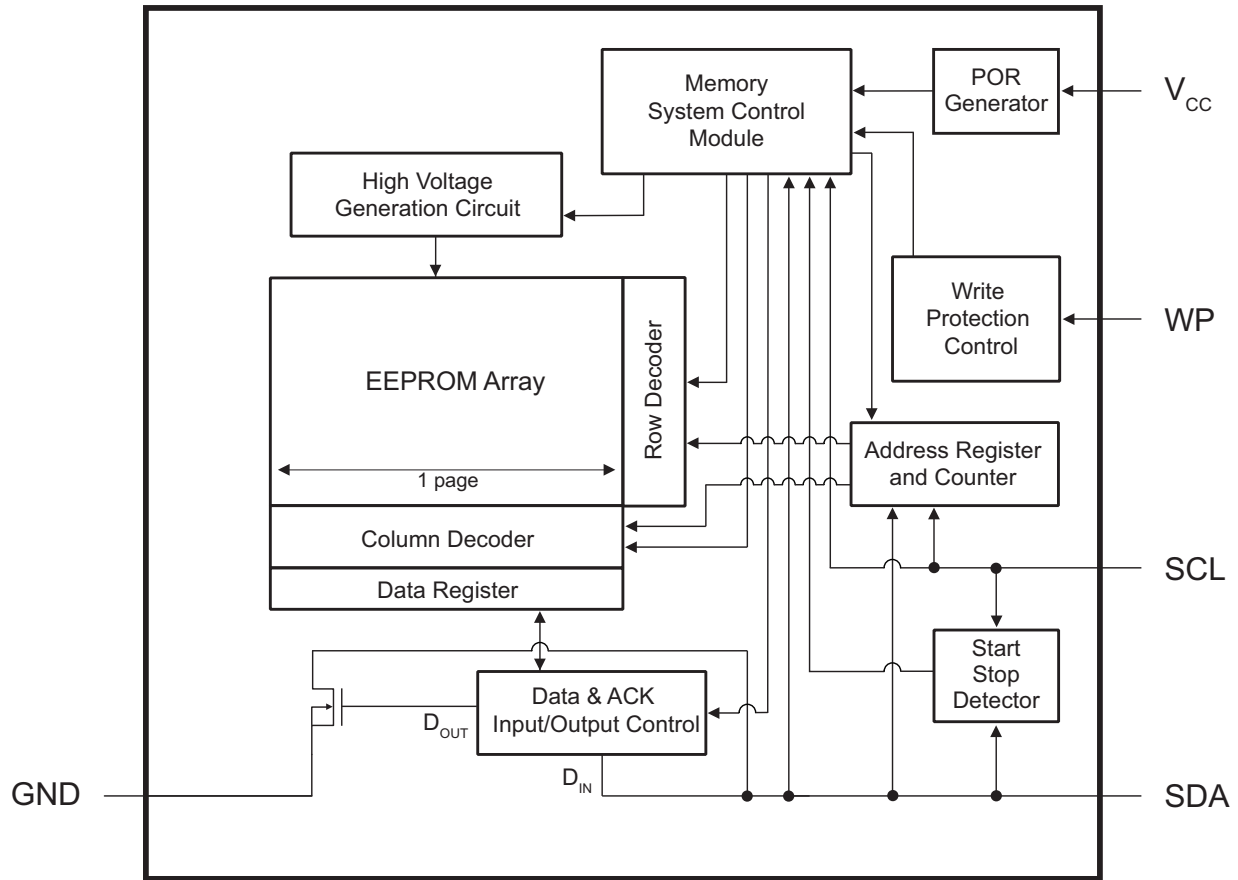 Memory
System Control
Module
POR
Generator
V_CC
High Voltage
Generation Circuit
Write
Protection
Control
WP
EEPROM Array
Row Decoder
1 page
Address Register
and Counter
Column Decoder
SCL
Data Register
Start
Stop
Detector
Data & ACK
Input/Output Control
D_OUT
D_IN
GND
SDA